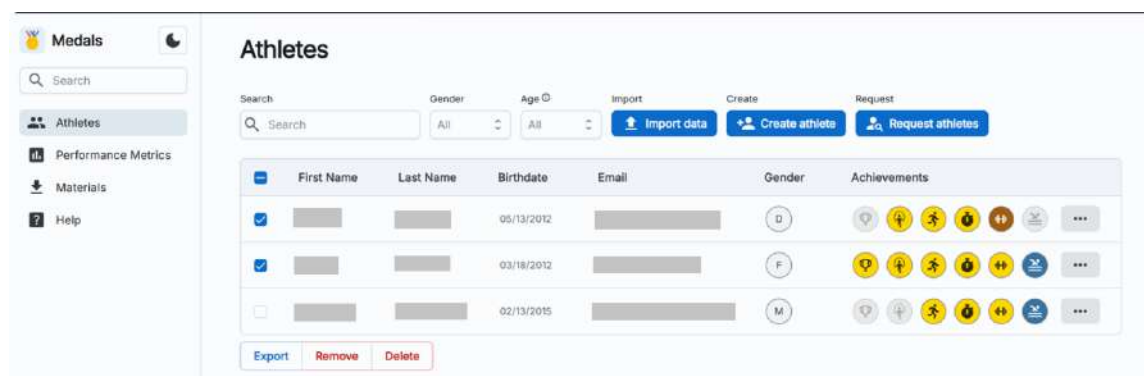 Medals
Search
Athletes
Performance Metrics
Materials
Help
Athletes
Search Gender Age Import Create Request
Search All All Import data Create athlete Request athletes
First Name Last Name Birthdate Email Gender Achievements
05/13/2012 D
03/18/2012 F
02/13/2015 M
Export Remove Delete